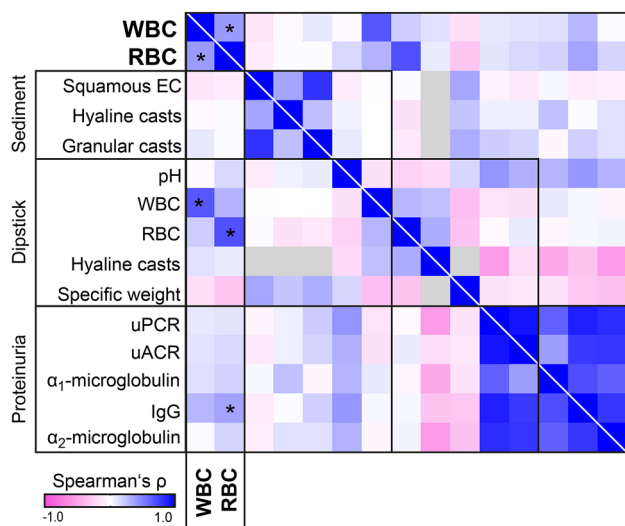 WBC
*
RBC
*
Sediment
Squamous EC
Hyaline casts
Granular casts
Dipstick
pH
WBC
*
RBC
*
Hyaline casts
Specific weight
Proteinuria
uPCR
uACR
α₁-microglobulin
IgG
*
α₂-microglobulin
Spearman‘s ρ
-1.0
1.0
WBC
RBC